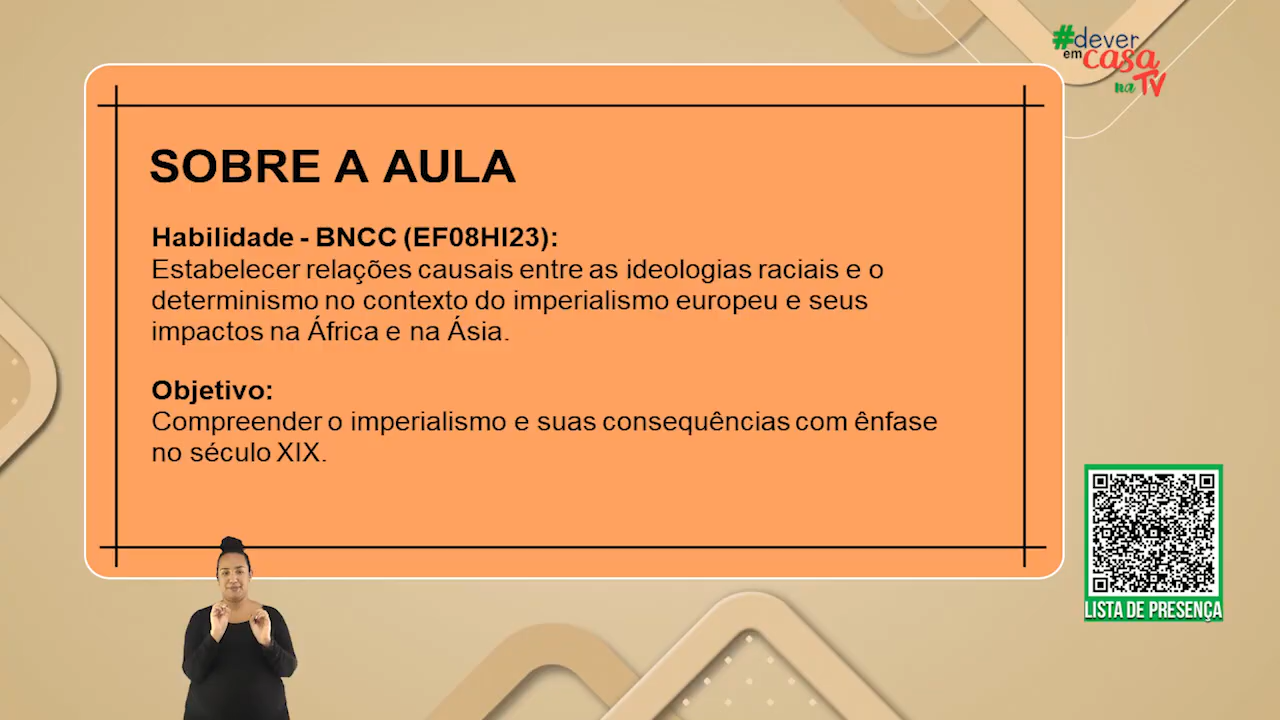 #dever
em casa
na TV
SOBRE A AULA
Habilidade - BNCC (EF08HI23):
Estabelecer relações causais entre as ideologias raciais e o
determinismo no contexto do imperialismo europeu e seus
impactos na África e na Ásia.
Objetivo:
Compreender o imperialismo e suas consequências com ênfase
no século XIX.
LISTA DE PRESENÇA